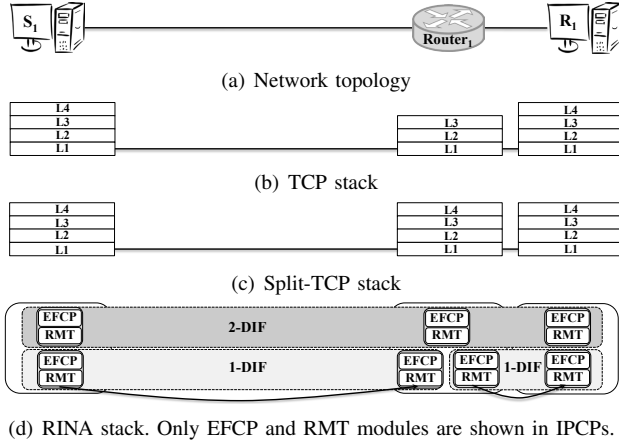 S1
Router1
R1
(a) Network topology
L4
L3
L2
L1
L3
L2
L1
L4
L3
L2
L1
(b) TCP stack
L4
L3
L2
L1
L4
L3
L2
L1
L4
L3
L2
L1
(c) Split-TCP stack
EFCP
RMT
2-DIF
EFCP
RMT
EFCP
RMT
EFCP
RMT
1-DIF
EFCP
RMT
EFCP
RMT
1-DIF
EFCP
RMT
(d) RINA stack. Only EFCP and RMT modules are shown in IPCPs.